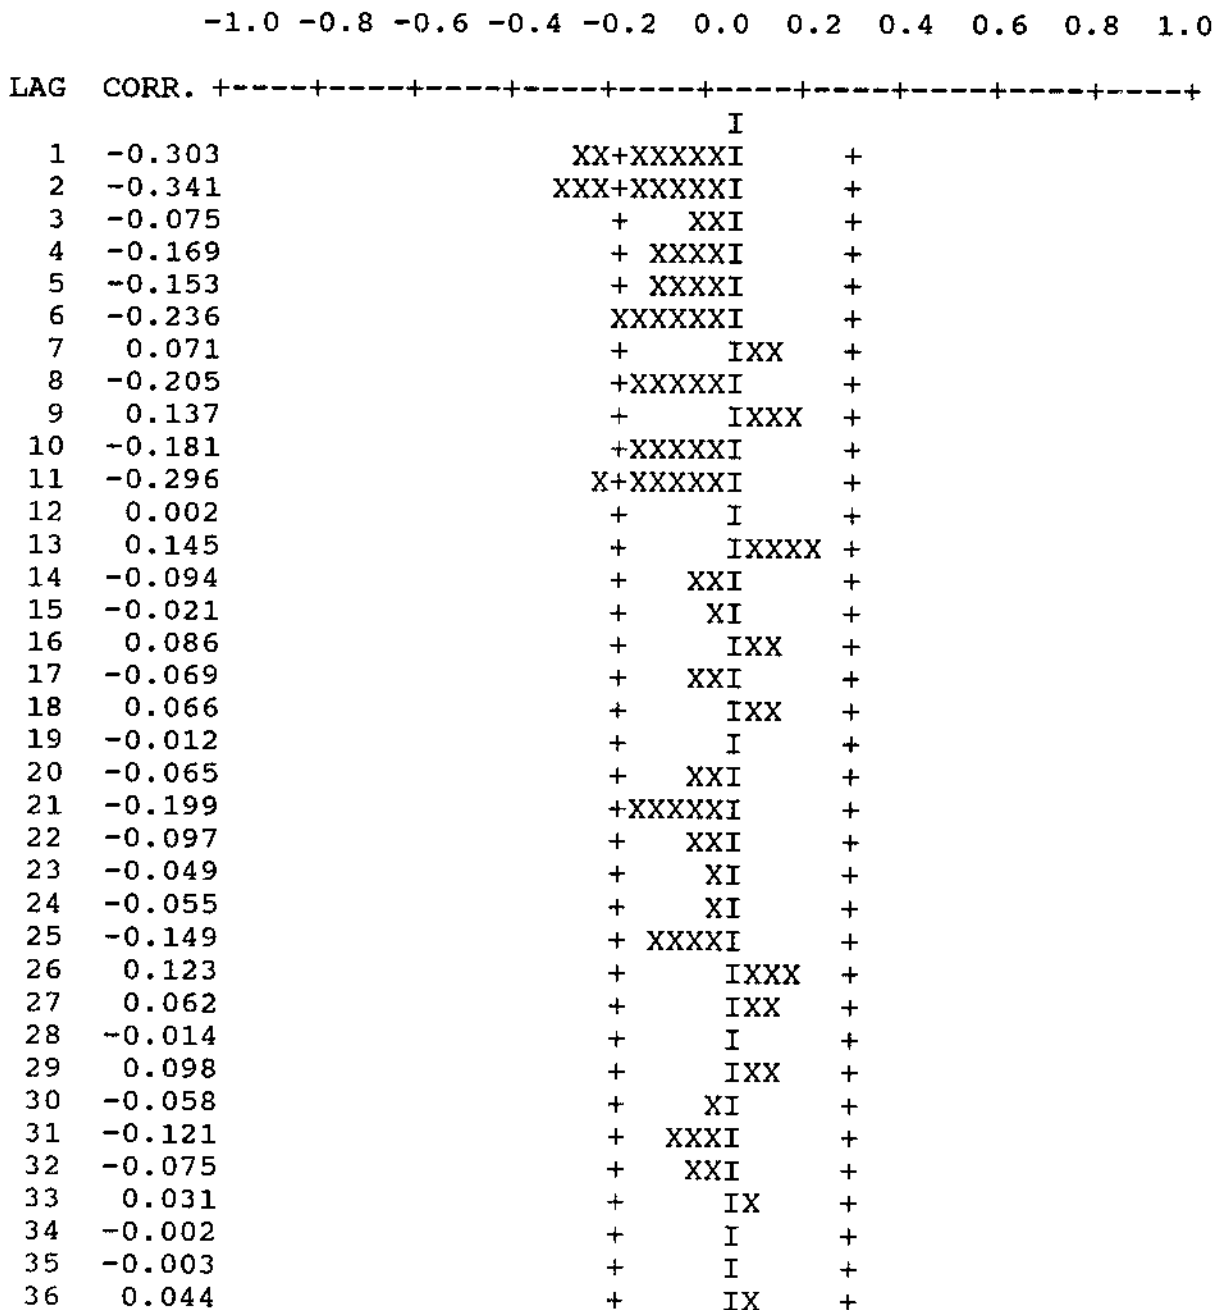 -1.0 -0.8 -0.6 -0.4 -0.2 0.0 0.2 0.4 0.6 0.8 1.0
LAG CORR. +----+----+----+----+----+----+----+----+----+----+
I
1 -0.303 XX+XXXXXI +
2 -0.341 XXX+XXXXXI +
3 -0.075 + XXI +
4 -0.169 + XXXXI +
5 -0.153 + XXXXI +
6 -0.236 XXXXXXI +
7 0.071 + IXX +
8 -0.205 +XXXXXI +
9 0.137 + IXXX +
10 -0.181 +XXXXXI +
11 -0.296 X+XXXXXI +
12 0.002 + I +
13 0.145 + IXXXX +
14 -0.094 + XXI +
15 -0.021 + XI +
16 0.086 + IXX +
17 -0.069 + XXI +
18 0.066 + IXX +
19 -0.012 + I +
20 -0.065 + XXI +
21 -0.199 +XXXXXI +
22 -0.097 + XXI +
23 -0.049 + XI +
24 -0.055 + XI +
25 -0.149 + XXXXI +
26 0.123 + IXXX +
27 0.062 + IXX +
28 -0.014 + I +
29 0.098 + IXX +
30 -0.058 + XI +
31 -0.121 + XXXI +
32 -0.075 + XXI +
33 0.031 + IX +
34 -0.002 + I +
35 -0.003 + I +
36 0.044 + IX +